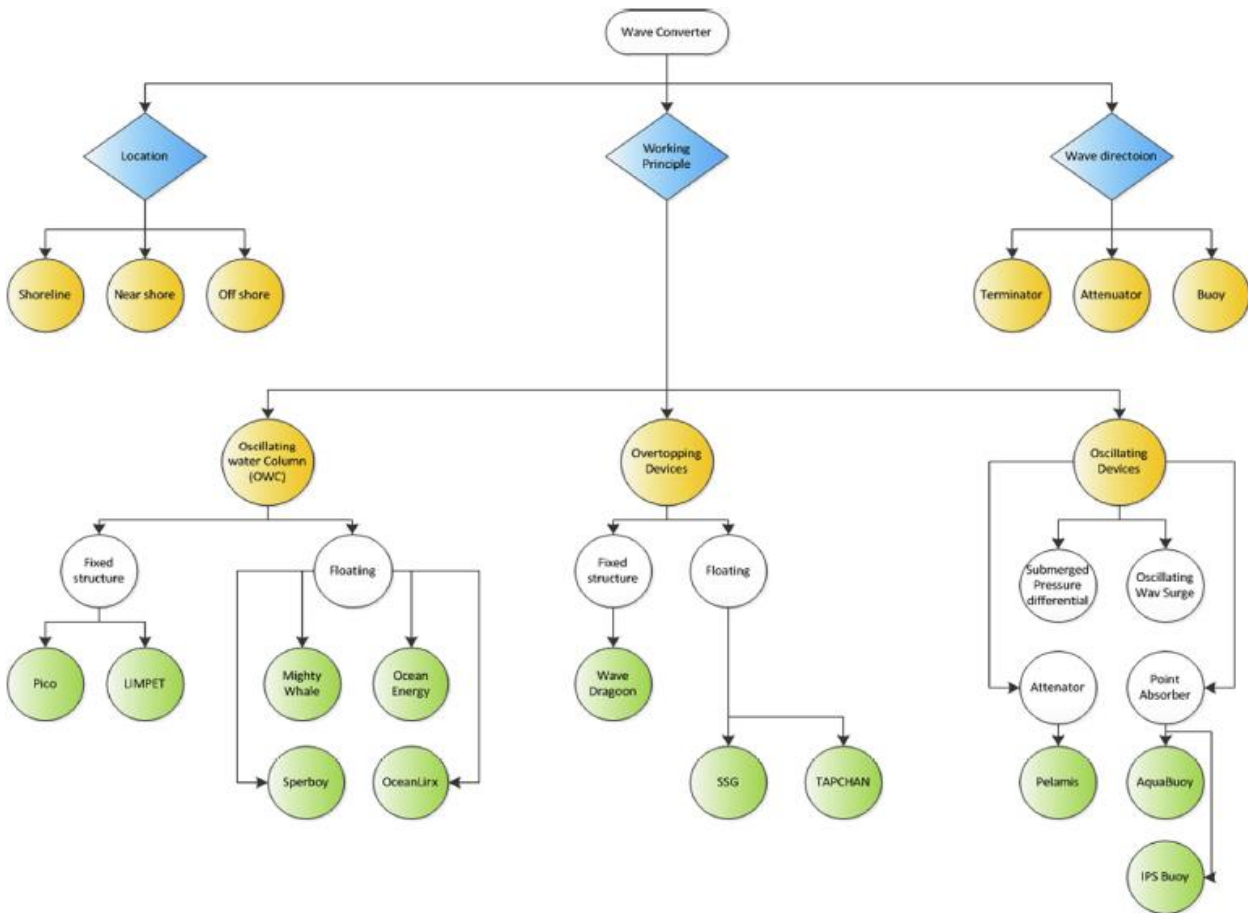 Wave Converter
Location
Working
Principle
Wave directoion
Shoreline
Near shore
Off shore
Terminator
Attenuator
Buoy
Oscillating
water Column
(OWC)
Overtopping
Devices
Oscillating
Devices
Fixed
structure
Floatiing
Fixed
structure
Floating
Submerged
Pressure
differential
Oscillating
Wav Surge
Pico
LIMPET
Mighty
Whale
Ocean
Energy
Wave
Dragoon
Attenator
Point
Absorber
Sperboy
OceanLirx
SSG
TAPCHAN
Pelamis
AquaBuoy
IPS Buoy